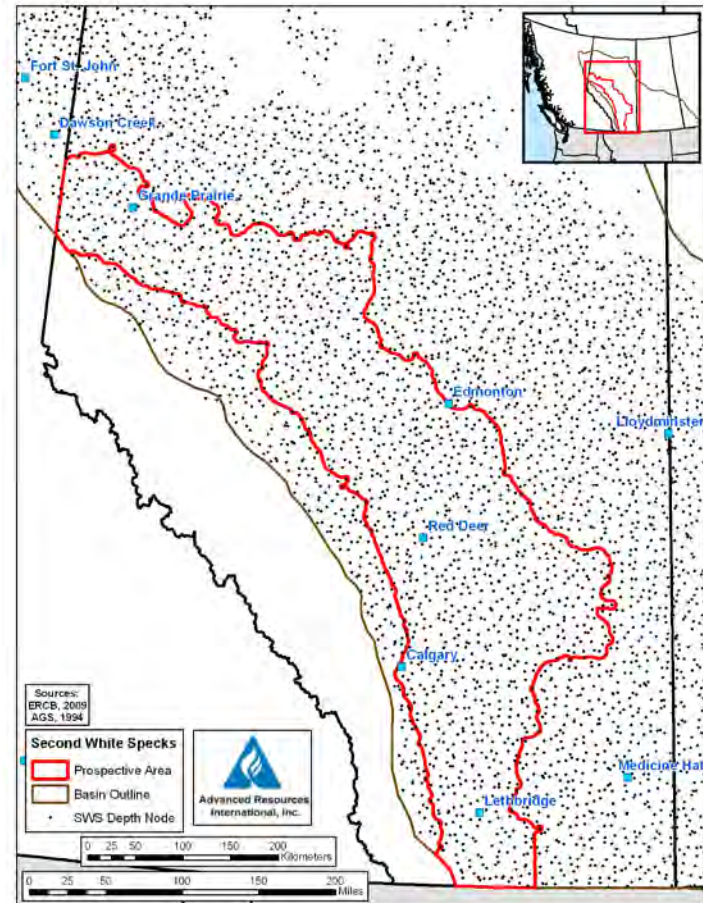 Fort St. John
Dawson Creek
Grande Prairie
Edmonton
Lloydminster
Red Deer
Calgary
Medicine Hat
Lethbridge
Sources:
ERCB, 2009
AGS, 1994
Second White Specks
Prospective Area
Basin Outline
SWS Depth Node
Advanced Resources
International, Inc.
0 25 50 100 150 200
Kilometers
0 25 50 100 150 200
Miles